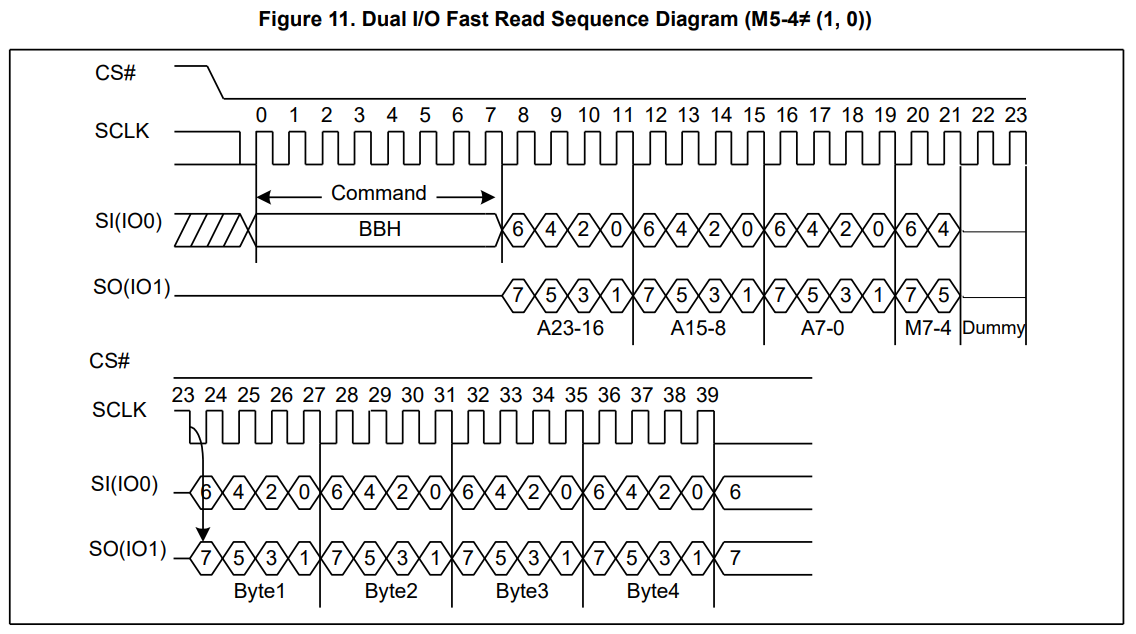 Figure 11. Dual I/O Fast Read Sequence Diagram (M5-4≠ (1, 0))
CS#
0 1 2 3 4 5 6 7 8 9 10 11 12 13 14 15 16 17 18 19 20 21 22 23
SCLK
Command
SI(IO0) BBH 6 4 2 0 6 4 2 0 6 4 2 0 6 4
SO(IO1) 7 5 3 1 7 5 3 1 7 5 3 1 7 5
A23-16 A15-8 A7-0 M7-4 Dummy
CS#
23 24 25 26 27 28 29 30 31 32 33 34 35 36 37 38 39
SCLK
SI(IO0) 6 4 2 0 6 4 2 0 6 4 2 0 6 4 2 0 6
SO(IO1) 7 5 3 1 7 5 3 1 7 5 3 1 7 5 3 1 7
Byte1 Byte2 Byte3 Byte4